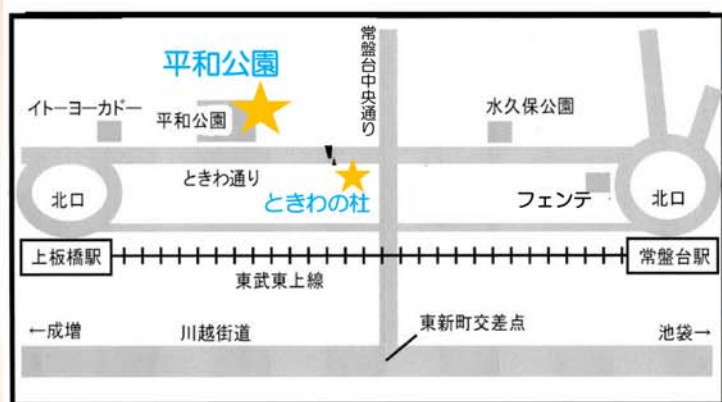 平和公園
常盤台中央通り
イトーヨーカドー
平和公園
水久保公園
ときわ通り
ときわの杜
フェンテ
北口
北口
上板橋駅
常盤台駅
東武東上線
←成増
川越街道
東新町交差点
池袋→